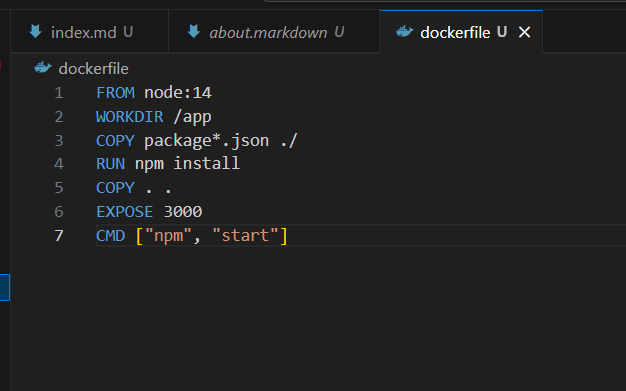 index.md U about.markdown U dockerfile U
dockerfile
1 FROM node:14
2 WORKDIR /app
3 COPY package*.json ./
4 RUN npm install
5 COPY . .
6 EXPOSE 3000
7 CMD ["npm", "start"]